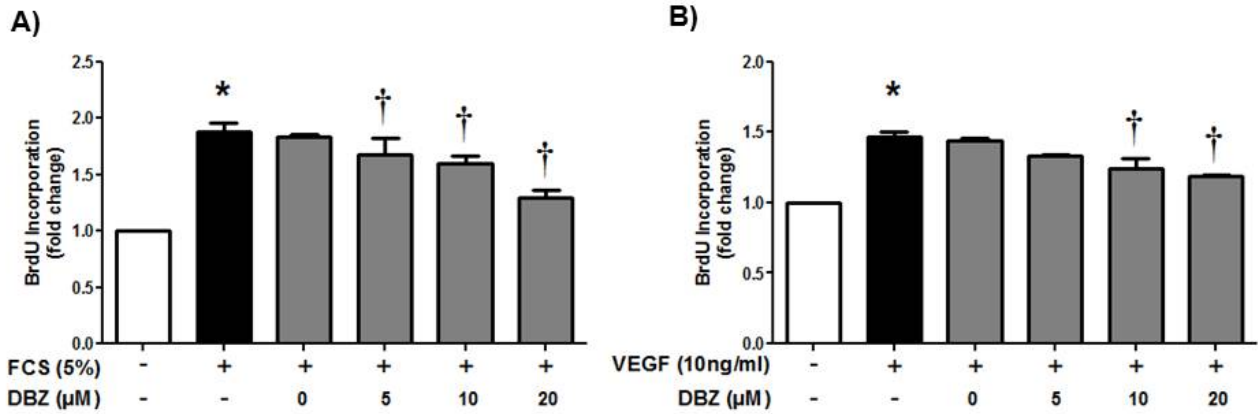 A)
2.5
2.0
1.5
1.0
0.5
0.0
BrdU Incorporation
(fold change)
*
†
†
†
FCS (5%) - + + + + +
DBZ (µM) - - 0 5 10 20
B)
2.0
1.5
1.0
0.5
0.0
BrdU Incorporation
(fold change)
*
†
†
VEGF (10ng/ml) - + + + + +
DBZ (µM) - - 0 5 10 20